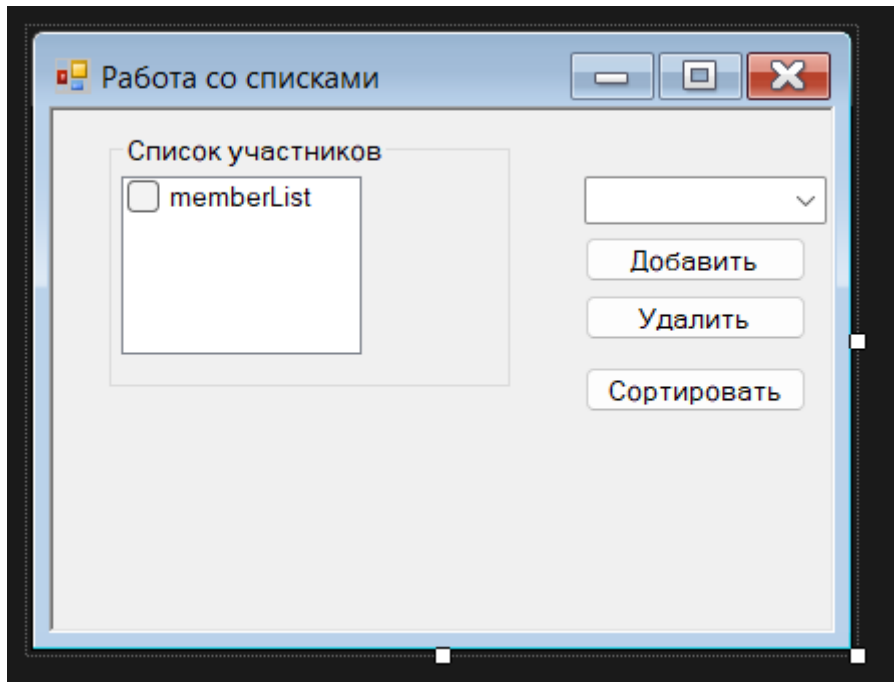 Работа со списками
Список участников
memberList
Добавить
Удалить
Сортировать